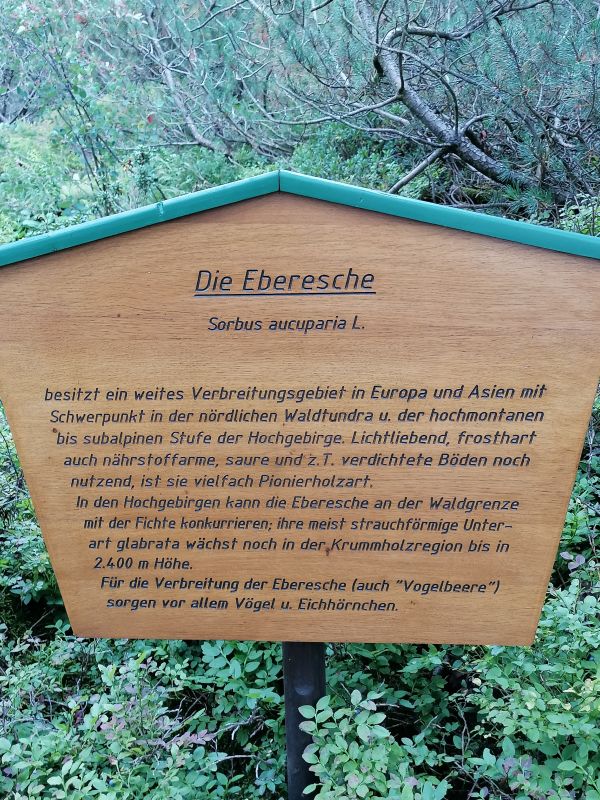 Die Eberesche
Sorbus aucuparia L.
besitzt ein weites Verbreitungsgebiet in Europa und Asien mit
Schwerpunkt in der nördlichen Waldtundra u. der hochmontanen
bis subalpinen Stufe der Hochgebirge. Lichtliebend, frosthart
auch nährstoffarme, saure und z.T. verdichtete Böden noch
nutzend, ist sie vielfach Pionierholzart.
In den Hochgebirgen kann die Eberesche an der Waldgrenze
mit der Fichte konkurrieren; ihre meist strauchförmige Unter-
art glabrata wächst noch in der Krummholzregion bis in
2.400 m Höhe.
Für die Verbreitung der Eberesche (auch "Vogelbeere")
sorgen vor allem Vögel u. Eichhörnchen.